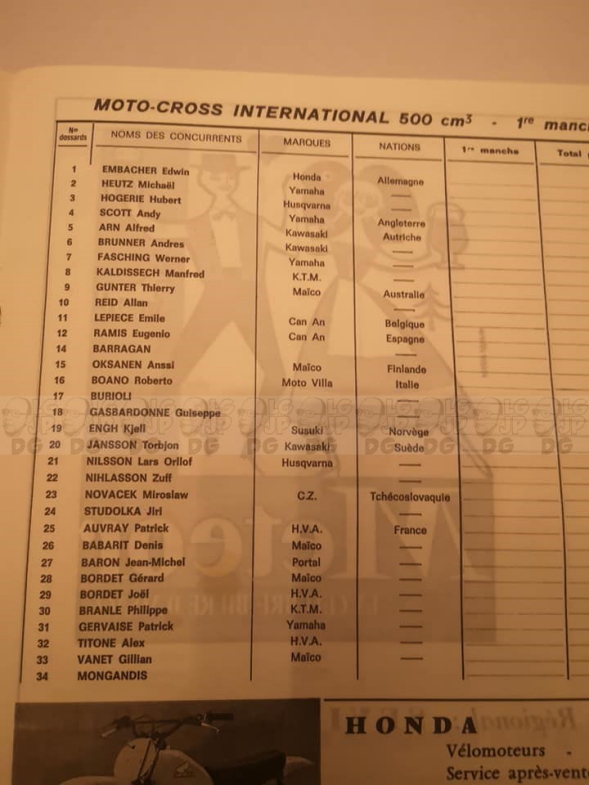 MOTO-CROSS INTERNATIONAL 500 cm³ - 1re manch
Nos dossards NOMS DES CONCURRENTS MARQUES NATIONS 1re manche Total
1 EMBACHER Edwin Honda Allemagne
2 HEUTZ Michaël Yamaha —
3 HOGERIE Hubert Husqvarna —
4 SCOTT Andy Yamaha Angleterre
5 ARN Alfred Kawasaki Autriche
6 BRUNNER Andres Kawasaki —
7 FASCHING Werner Yamaha —
8 KALDISSECH Manfred K.T.M. —
9 GUNTER Thierry Maïco Australie
10 REID Allan —
11 LEPIECE Emile Can An Belgique
12 RAMIS Eugenio Can An Espagne
14 BARRAGAN —
15 OKSANEN Anssi Maïco Finlande
16 BOANO Roberto Moto Villa Italie
17 BURIOLI —
18 GASBARDONNE Guiseppe —
19 ENGH Kjell Susuki Norvège
20 JANSSON Torbjon Kawasaki Suède
21 NILSSON Lars Orllof Husqvarna —
22 NIHLASSON Zuff —
23 NOVACEK Miroslaw C.Z. Tchécoslovaquie
24 STUDOLKA Jiri —
25 AUVRAY Patrick H.V.A. France
26 BABARIT Denis Maïco —
27 BARON Jean-Michel Portal —
28 BORDET Gérard Maïco —
29 BORDET Joël H.V.A. —
30 BRANLE Philippe K.T.M. —
31 GERVAISE Patrick Yamaha —
32 TITONE Alex H.V.A. —
33 VANET Gillian Maïco —
34 MONGANDIS
HONDA
Vélomoteurs -
Service après-vent